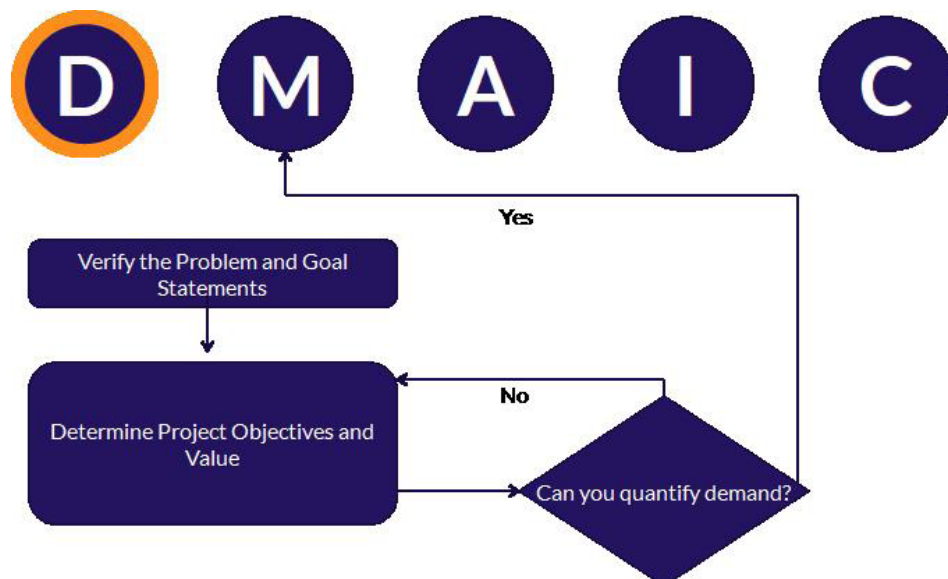 D M A I C
Yes
Verify the Problem and Goal
Statements
No
Determine Project Objectives and
Value
Can you quantify demand?